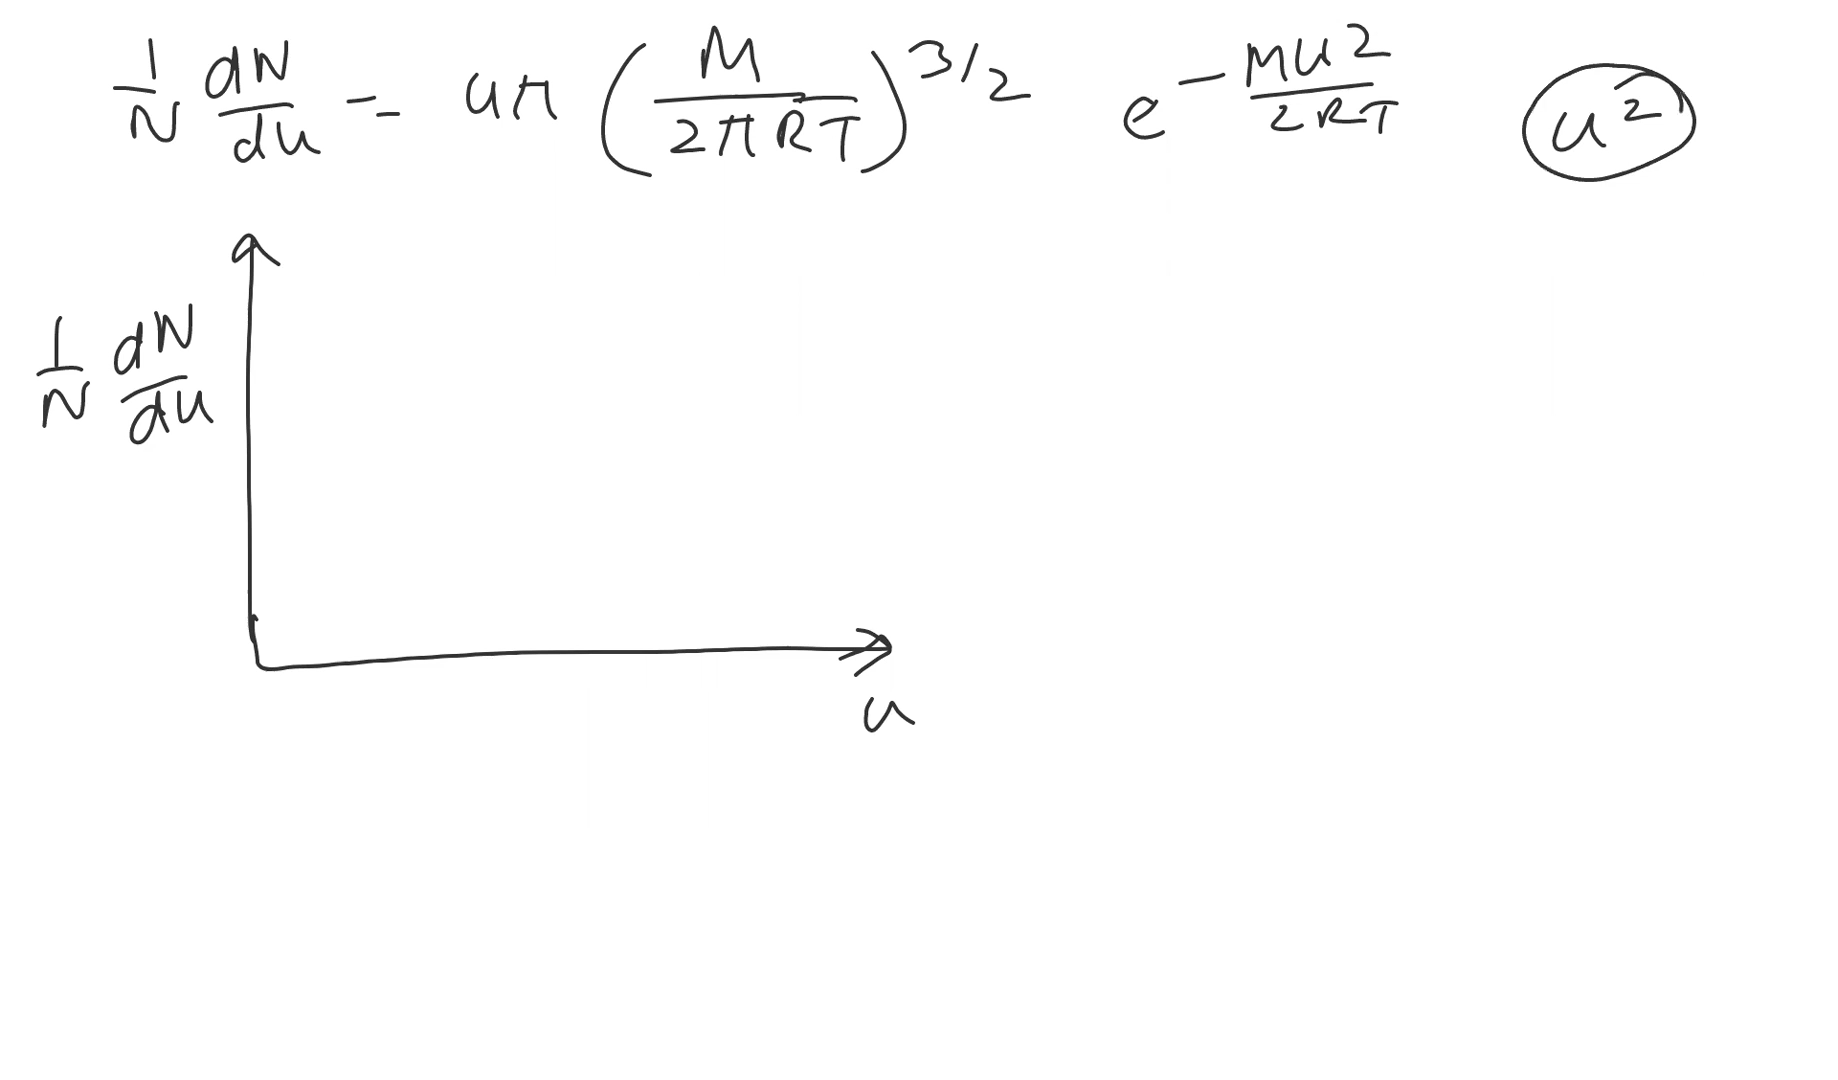 1/N dN/du = 4π (M/2πRT)^3/2 e^-Mu²/2RT u²
1/N dN/du
u